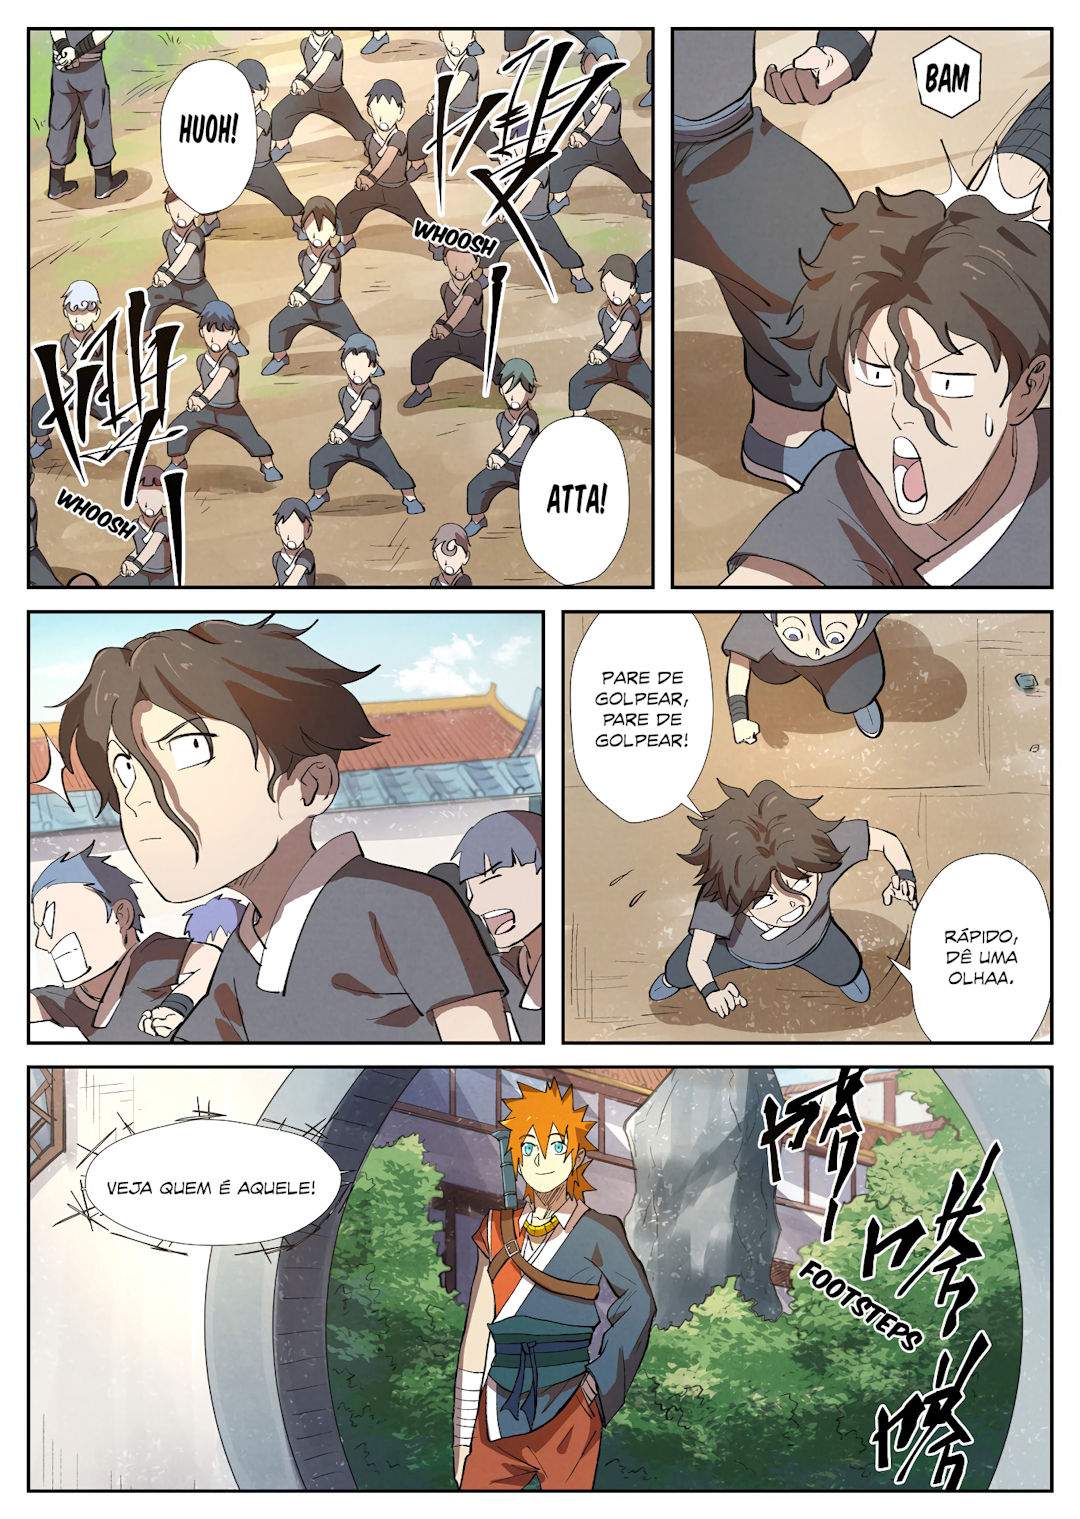 HUOH!
WHOOSH
WHOOSH
ATTA!
BAM
PARE DE
GOLPEAR,
PARE DE
GOLPEAR!
RÁPIDO,
DÊ UMA
OLHAA.
VEJA QUEM É AQUELE!
FOOTSTEPS